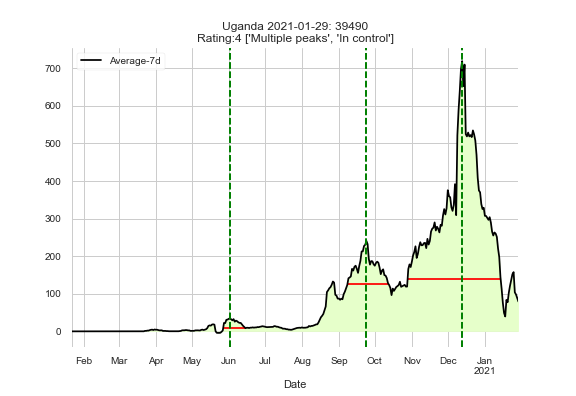 Uganda 2021-01-29: 39490
Rating:4 ['Multiple peaks', 'In control']
Average-7d
700
600
500
400
300
200
100
0
Feb Mar Apr May Jun Jul Aug Sep Oct Nov Dec Jan
2021
Date